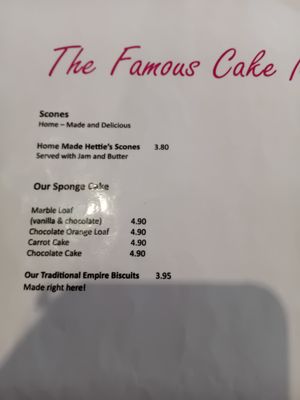 The Famous Cake
Scones
Home – Made and Delicious
Home Made Hettie's Scones 3.80
Served with Jam and Butter
Our Sponge Cake
Marble Loaf
(vanilla & chocolate) 4.90
Chocolate Orange Loaf 4.90
Carrot Cake 4.90
Chocolate Cake 4.90
Our Traditional Empire Biscuits 3.95
Made right here!